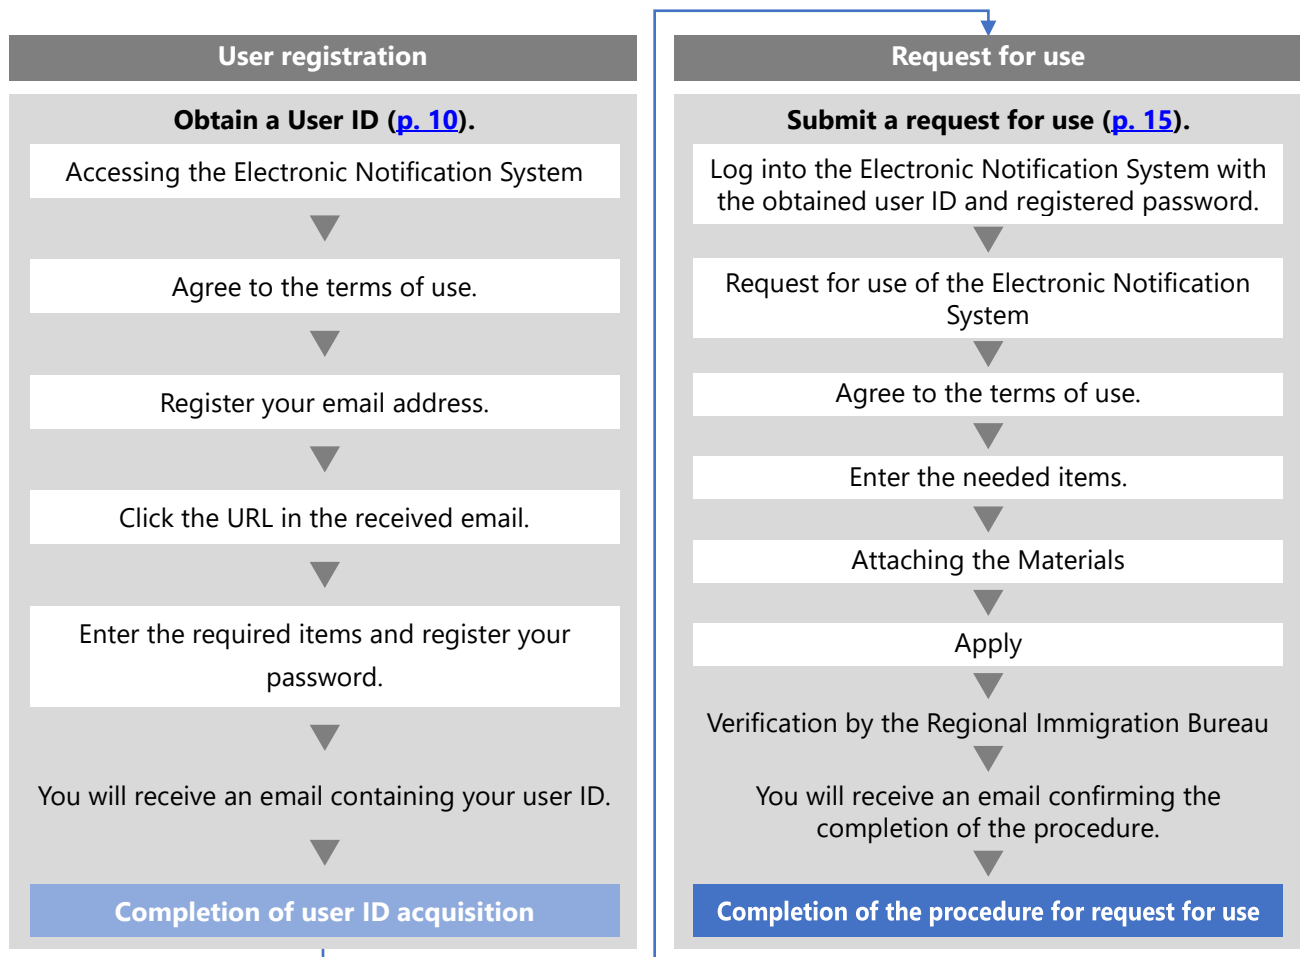 User registration
Obtain a User ID (p. 10).
Accessing the Electronic Notification System
Agree to the terms of use.
Register your email address.
Click the URL in the received email.
Enter the required items and register your
password.
You will receive an email containing your user ID.
Completion of user ID acquisition
Request for use
Submit a request for use (p. 15).
Log into the Electronic Notification System with
the obtained user ID and registered password.
Request for use of the Electronic Notification
System
Agree to the terms of use.
Enter the needed items.
Attaching the Materials
Apply
Verification by the Regional Immigration Bureau
You will receive an email confirming the
completion of the procedure.
Completion of the procedure for request for use